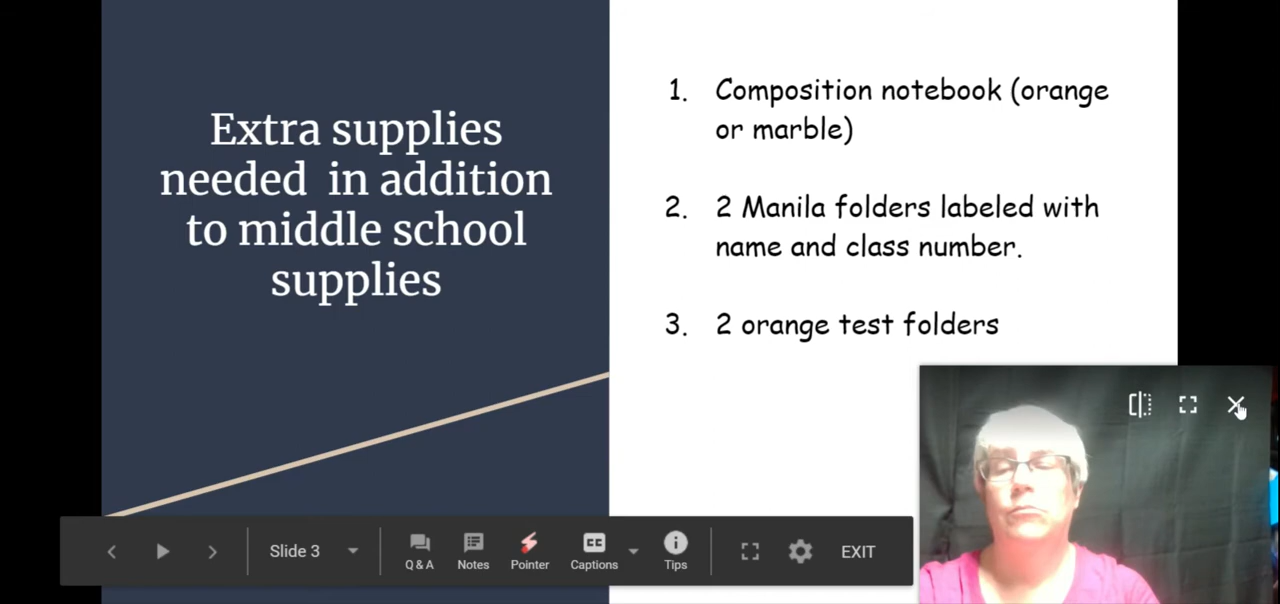 Extra supplies
needed in addition
to middle school
supplies
1. Composition notebook (orange
or marble)
2. 2 Manila folders labeled with
name and class number.
3. 2 orange test folders
Slide 3
Q & A
Notes
Pointer
CC
Captions
Tips
EXIT